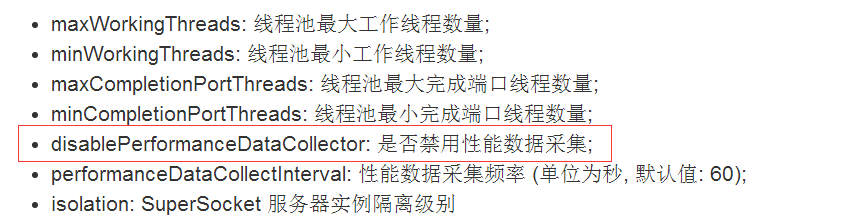 maxWorkingThreads: 线程池最大工作线程数量;
minWorkingThreads: 线程池最小工作线程数量;
maxCompletionPortThreads: 线程池最大完成端口线程数量;
minCompletionPortThreads: 线程池最小完成端口线程数量;
disablePerformanceDataCollector: 是否禁用性能数据采集;
performanceDataCollectInterval: 性能数据采集频率 (单位为秒, 默认值: 60);
isolation: SuperSocket 服务器实例隔离级别